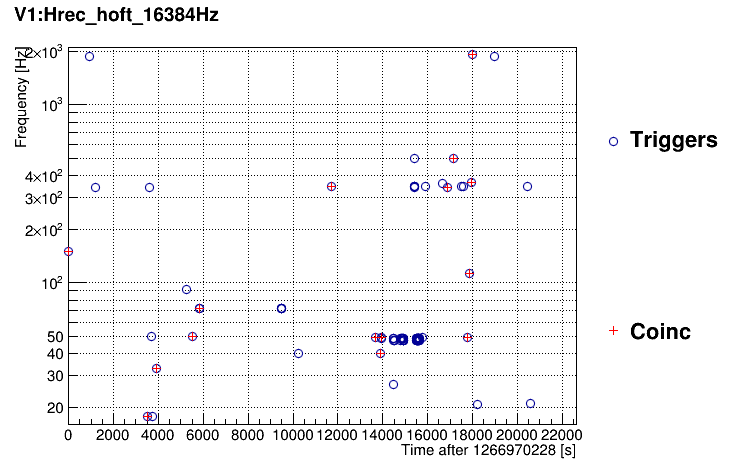 V1:Hrec_hoft_16384Hz
Frequency [Hz]
2×10³
10³
4×10²
3×10²
2×10²
10²
50
40
30
20
0 2000 4000 6000 8000 10000 12000 14000 16000 18000 20000 22000
Time after 1266970228 [s]
Triggers
Coinc